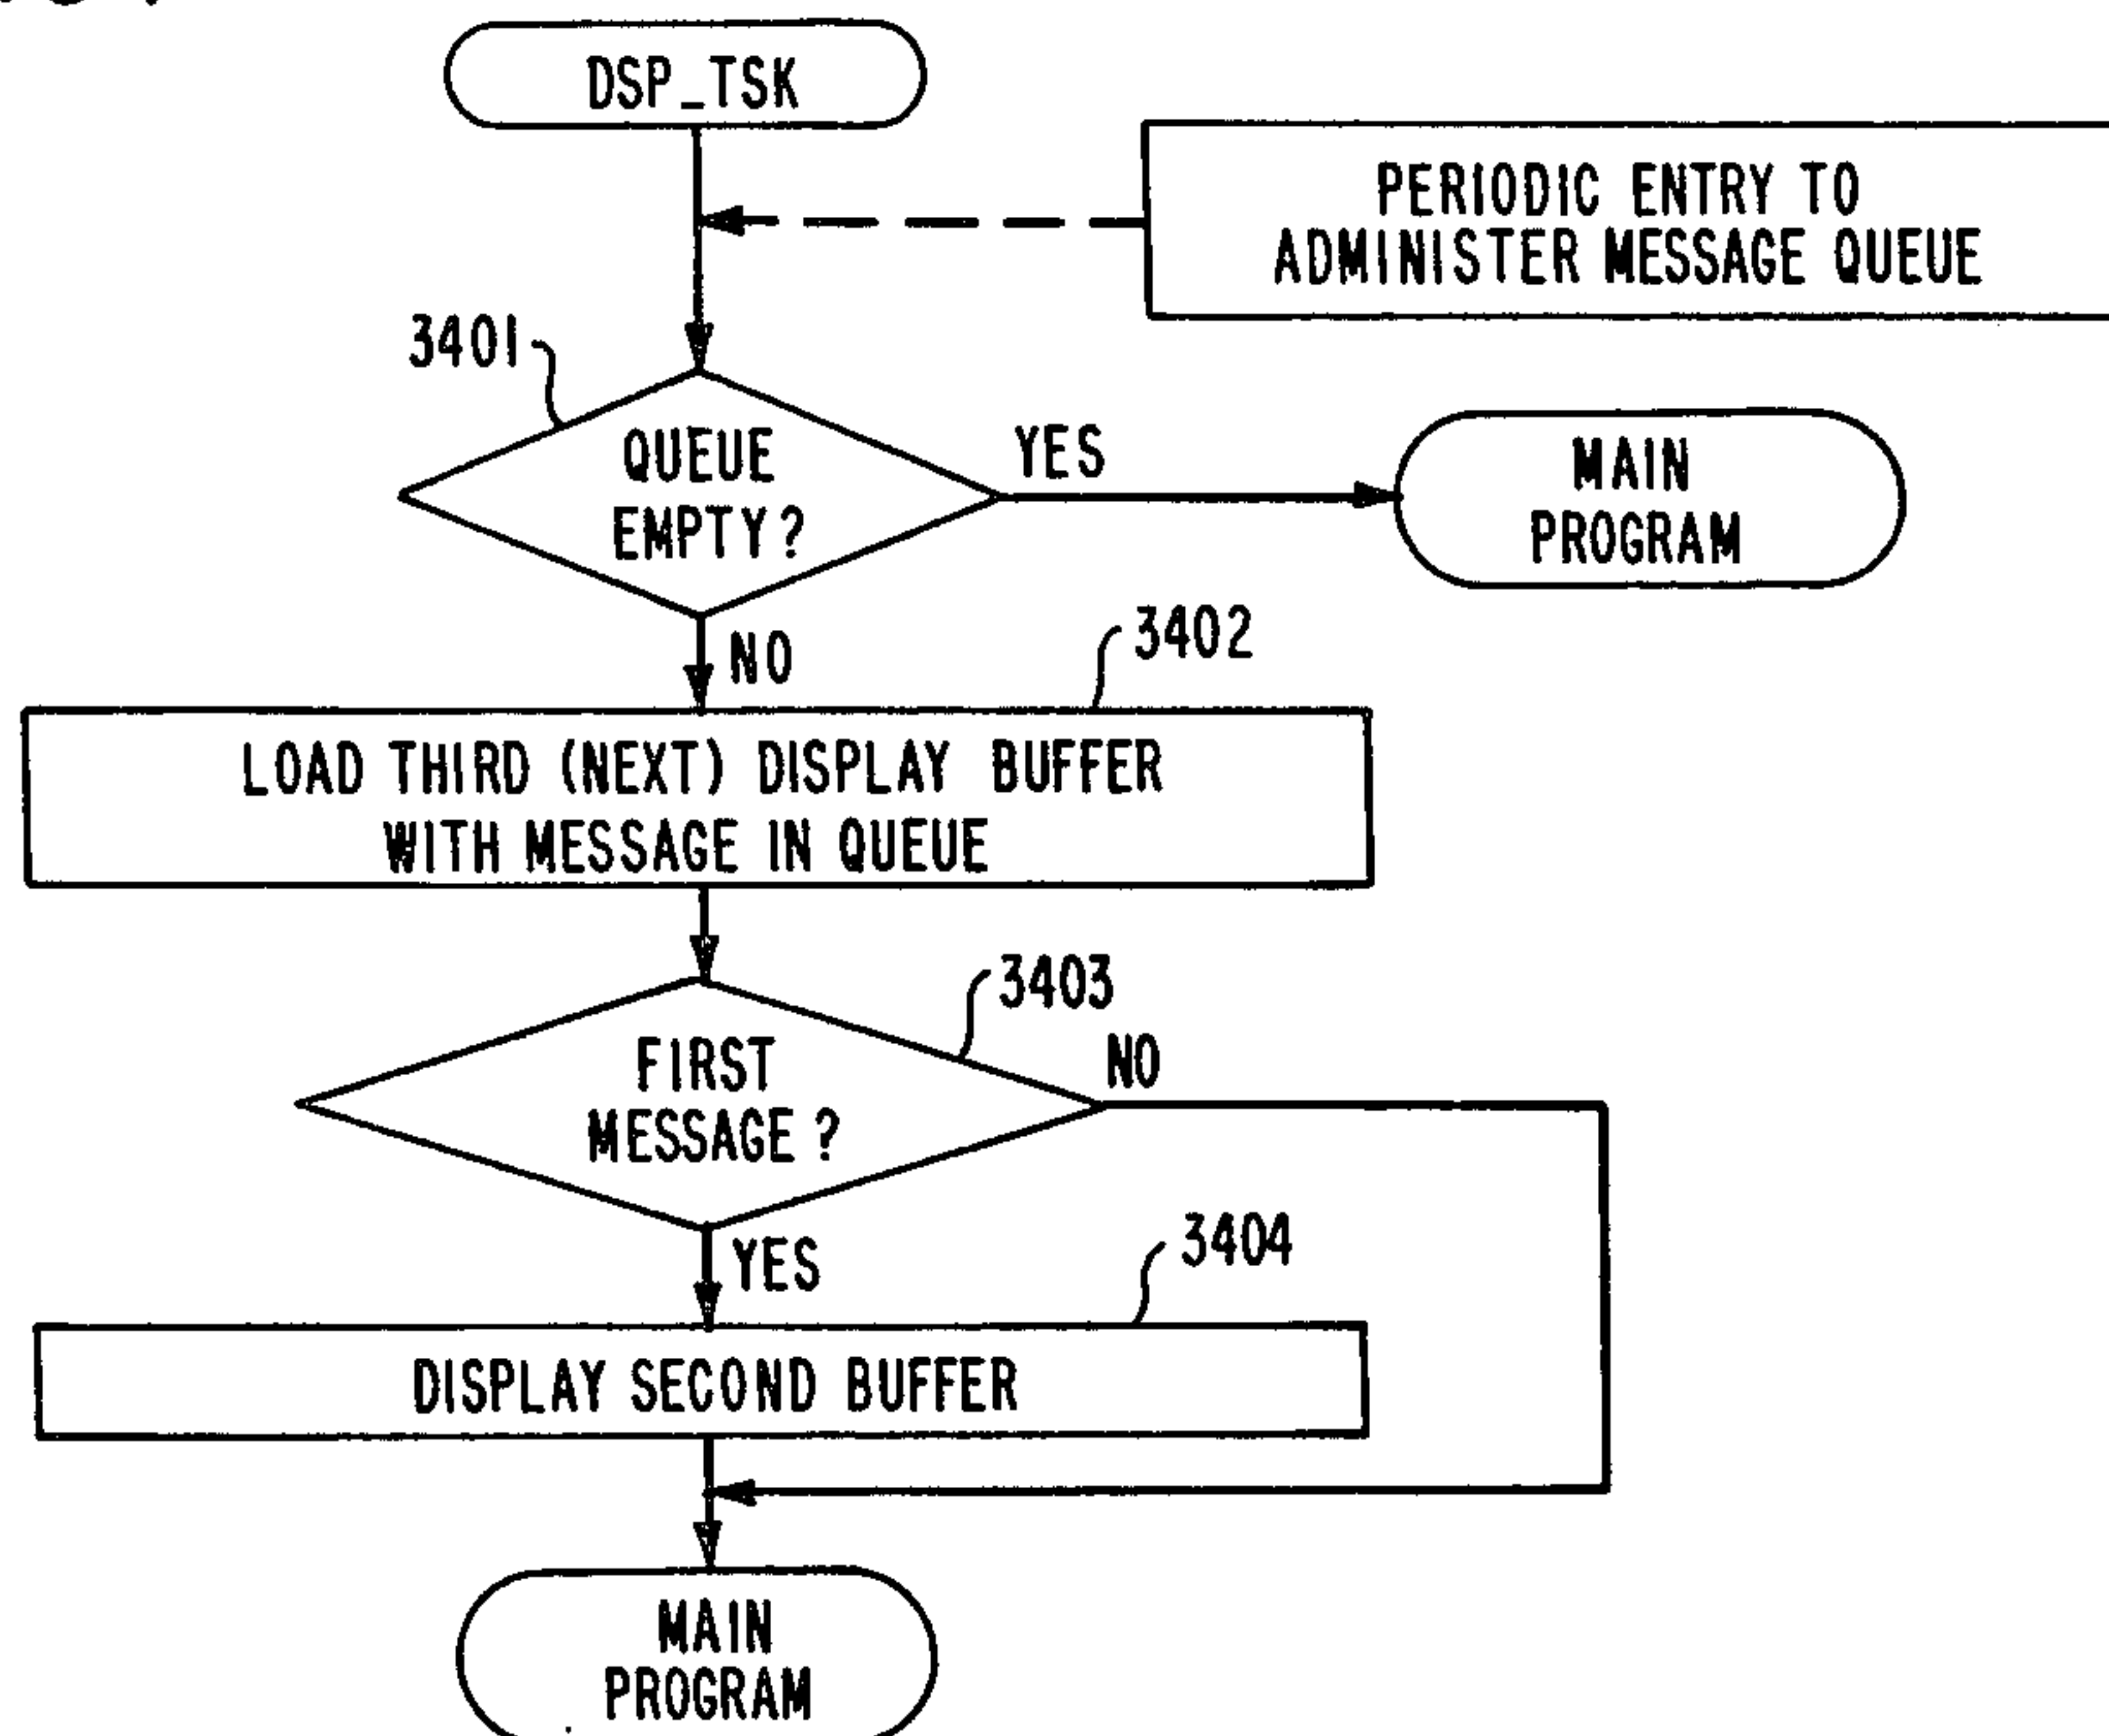 DSP_TSK
PERIODIC ENTRY TO
ADMINISTER MESSAGE QUEUE
3401
QUEUE
EMPTY?
YES
MAIN
PROGRAM
NO
3402
LOAD THIRD (NEXT) DISPLAY BUFFER
WITH MESSAGE IN QUEUE
3403
FIRST
MESSAGE ?
NO
YES
3404
DISPLAY SECOND BUFFER
MAIN
PROGRAM